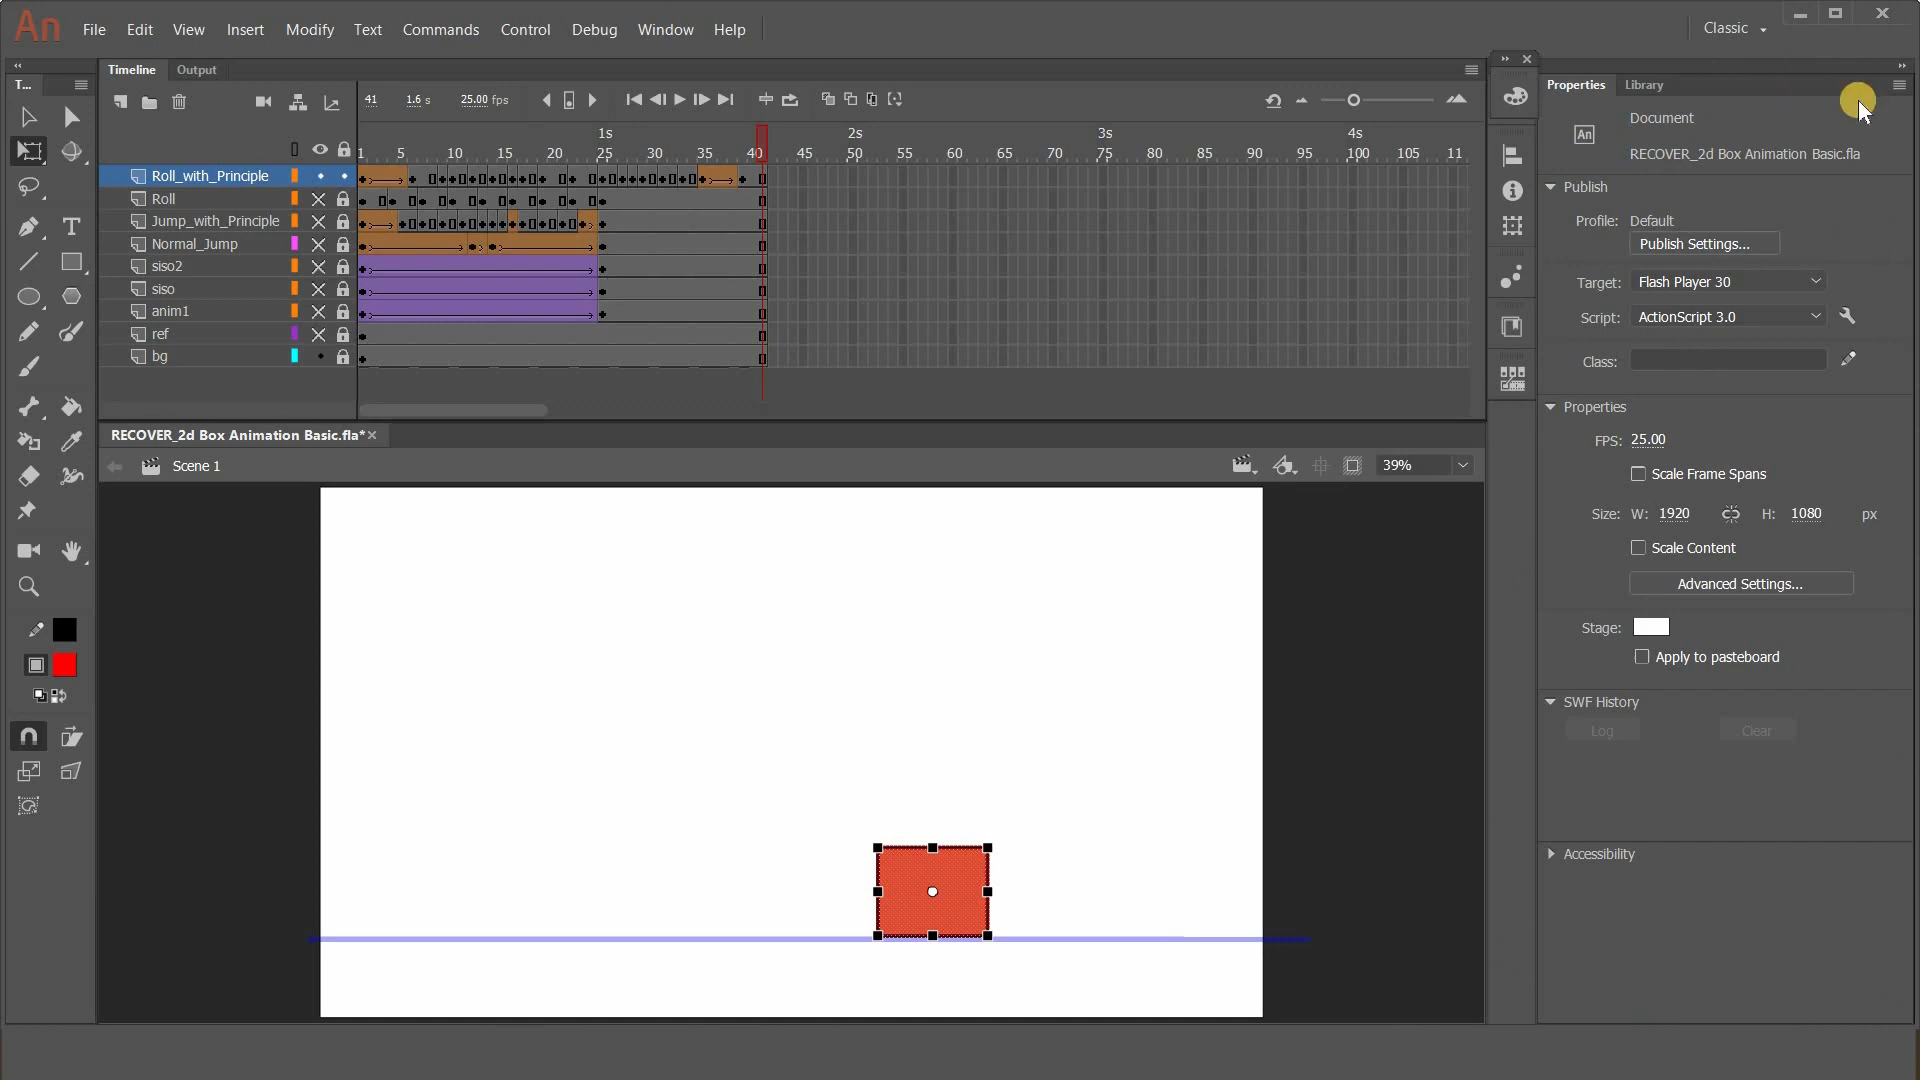 An File Edit View Insert Modify Text Commands Control Debug Window Help Classic
T...
Timeline Output
Properties Library
41 1.6 s 25.00 fps
1s 2s 3s 4s
1 5 10 15 20 25 30 35 40 45 50 55 60 65 70 75 80 85 90 95 100 105 11
Roll_with_Principle
Roll
Jump_with_Principle
Normal_Jump
siso2
siso
anim1
ref
bg
RECOVER_2d Box Animation Basic.fla*
Scene 1
39%
An
Document
RECOVER_2d Box Animation Basic.fla
Publish
Profile: Default
Publish Settings...
Target: Flash Player 30
Script: ActionScript 3.0
Class:
Properties
FPS: 25.00
Scale Frame Spans
Size: W: 1920 H: 1080 px
Scale Content
Advanced Settings...
Stage:
Apply to pasteboard
SWF History
Log Clear
Accessibility